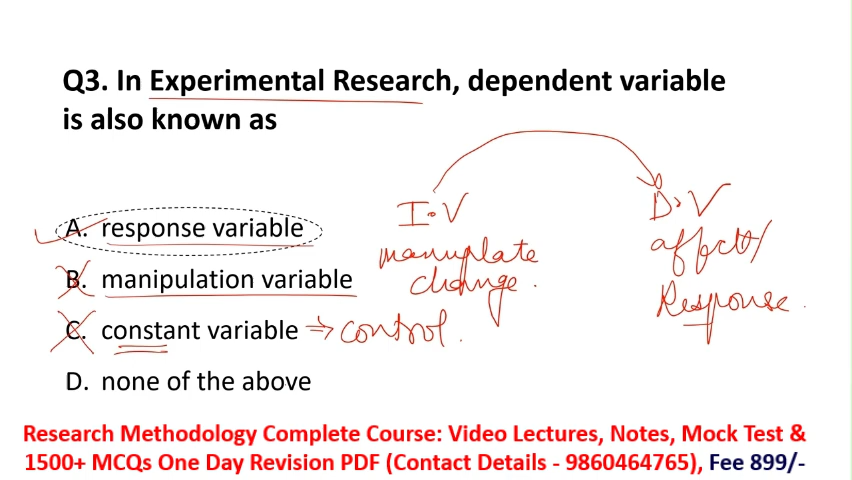 Q3. In Experimental Research, dependent variable
is also known as
A. response variable
B. manipulation variable
C. constant variable ⇒ control.
D. none of the above
I.V
manuplate
change.
D.V
affect/
Response.
Research Methodology Complete Course: Video Lectures, Notes, Mock Test &
1500+ MCQs One Day Revision PDF (Contact Details - 9860464765), Fee 899/-